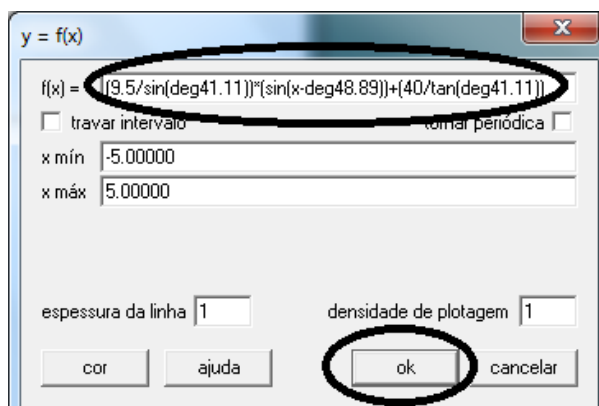 y = f(x)
x
f(x) = (9.5/sin(deg41.11))*(sin(x-deg48.89))+(40/tan(deg41.11))
travar intervalo tornar periódica
x mín -5.00000
x máx 5.00000
espessura da linha 1 densidade de plotagem 1
cor ajuda ok cancelar